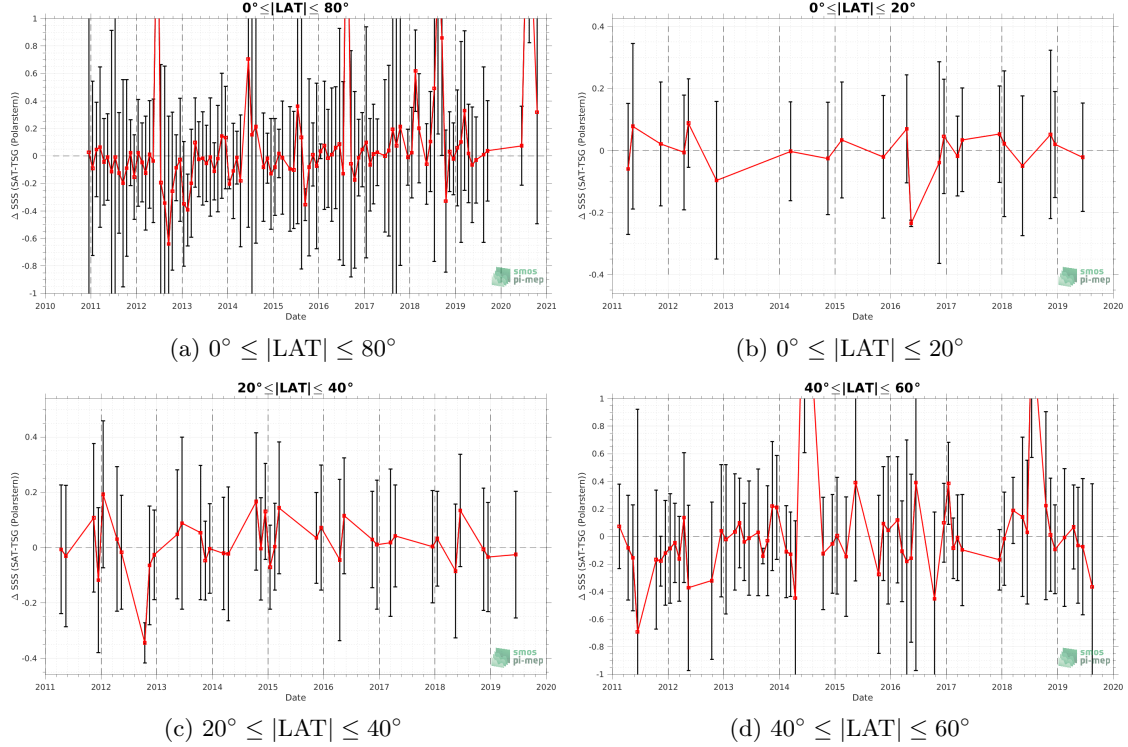 0°≤|LAT|≤ 80°
Δ SSS (SAT-TSG (Polarstern))
1
0.8
0.6
0.4
0.2
0
-0.2
-0.4
-0.6
-0.8
-1
2010 2011 2012 2013 2014 2015 2016 2017 2018 2019 2020 2021
Date
smos
pi-mep
(a) 0° ≤ |LAT| ≤ 80°
0°≤|LAT|≤ 20°
Δ SSS (SAT-TSG (Polarstern))
0.4
0.2
0
-0.2
-0.4
2011 2012 2013 2014 2015 2016 2017 2018 2019 2020
Date
smos
pi-mep
(b) 0° ≤ |LAT| ≤ 20°
20°≤|LAT|≤ 40°
Δ SSS (SAT-TSG (Polarstern))
0.4
0.2
0
-0.2
-0.4
2011 2012 2013 2014 2015 2016 2017 2018 2019 2020
Date
smos
pi-mep
(c) 20° ≤ |LAT| ≤ 40°
40°≤|LAT|≤ 60°
Δ SSS (SAT-TSG (Polarstern))
1
0.8
0.6
0.4
0.2
0
-0.2
-0.4
-0.6
-0.8
-1
2011 2012 2013 2014 2015 2016 2017 2018 2019 2020
Date
smos
pi-mep
(d) 40° ≤ |LAT| ≤ 60°